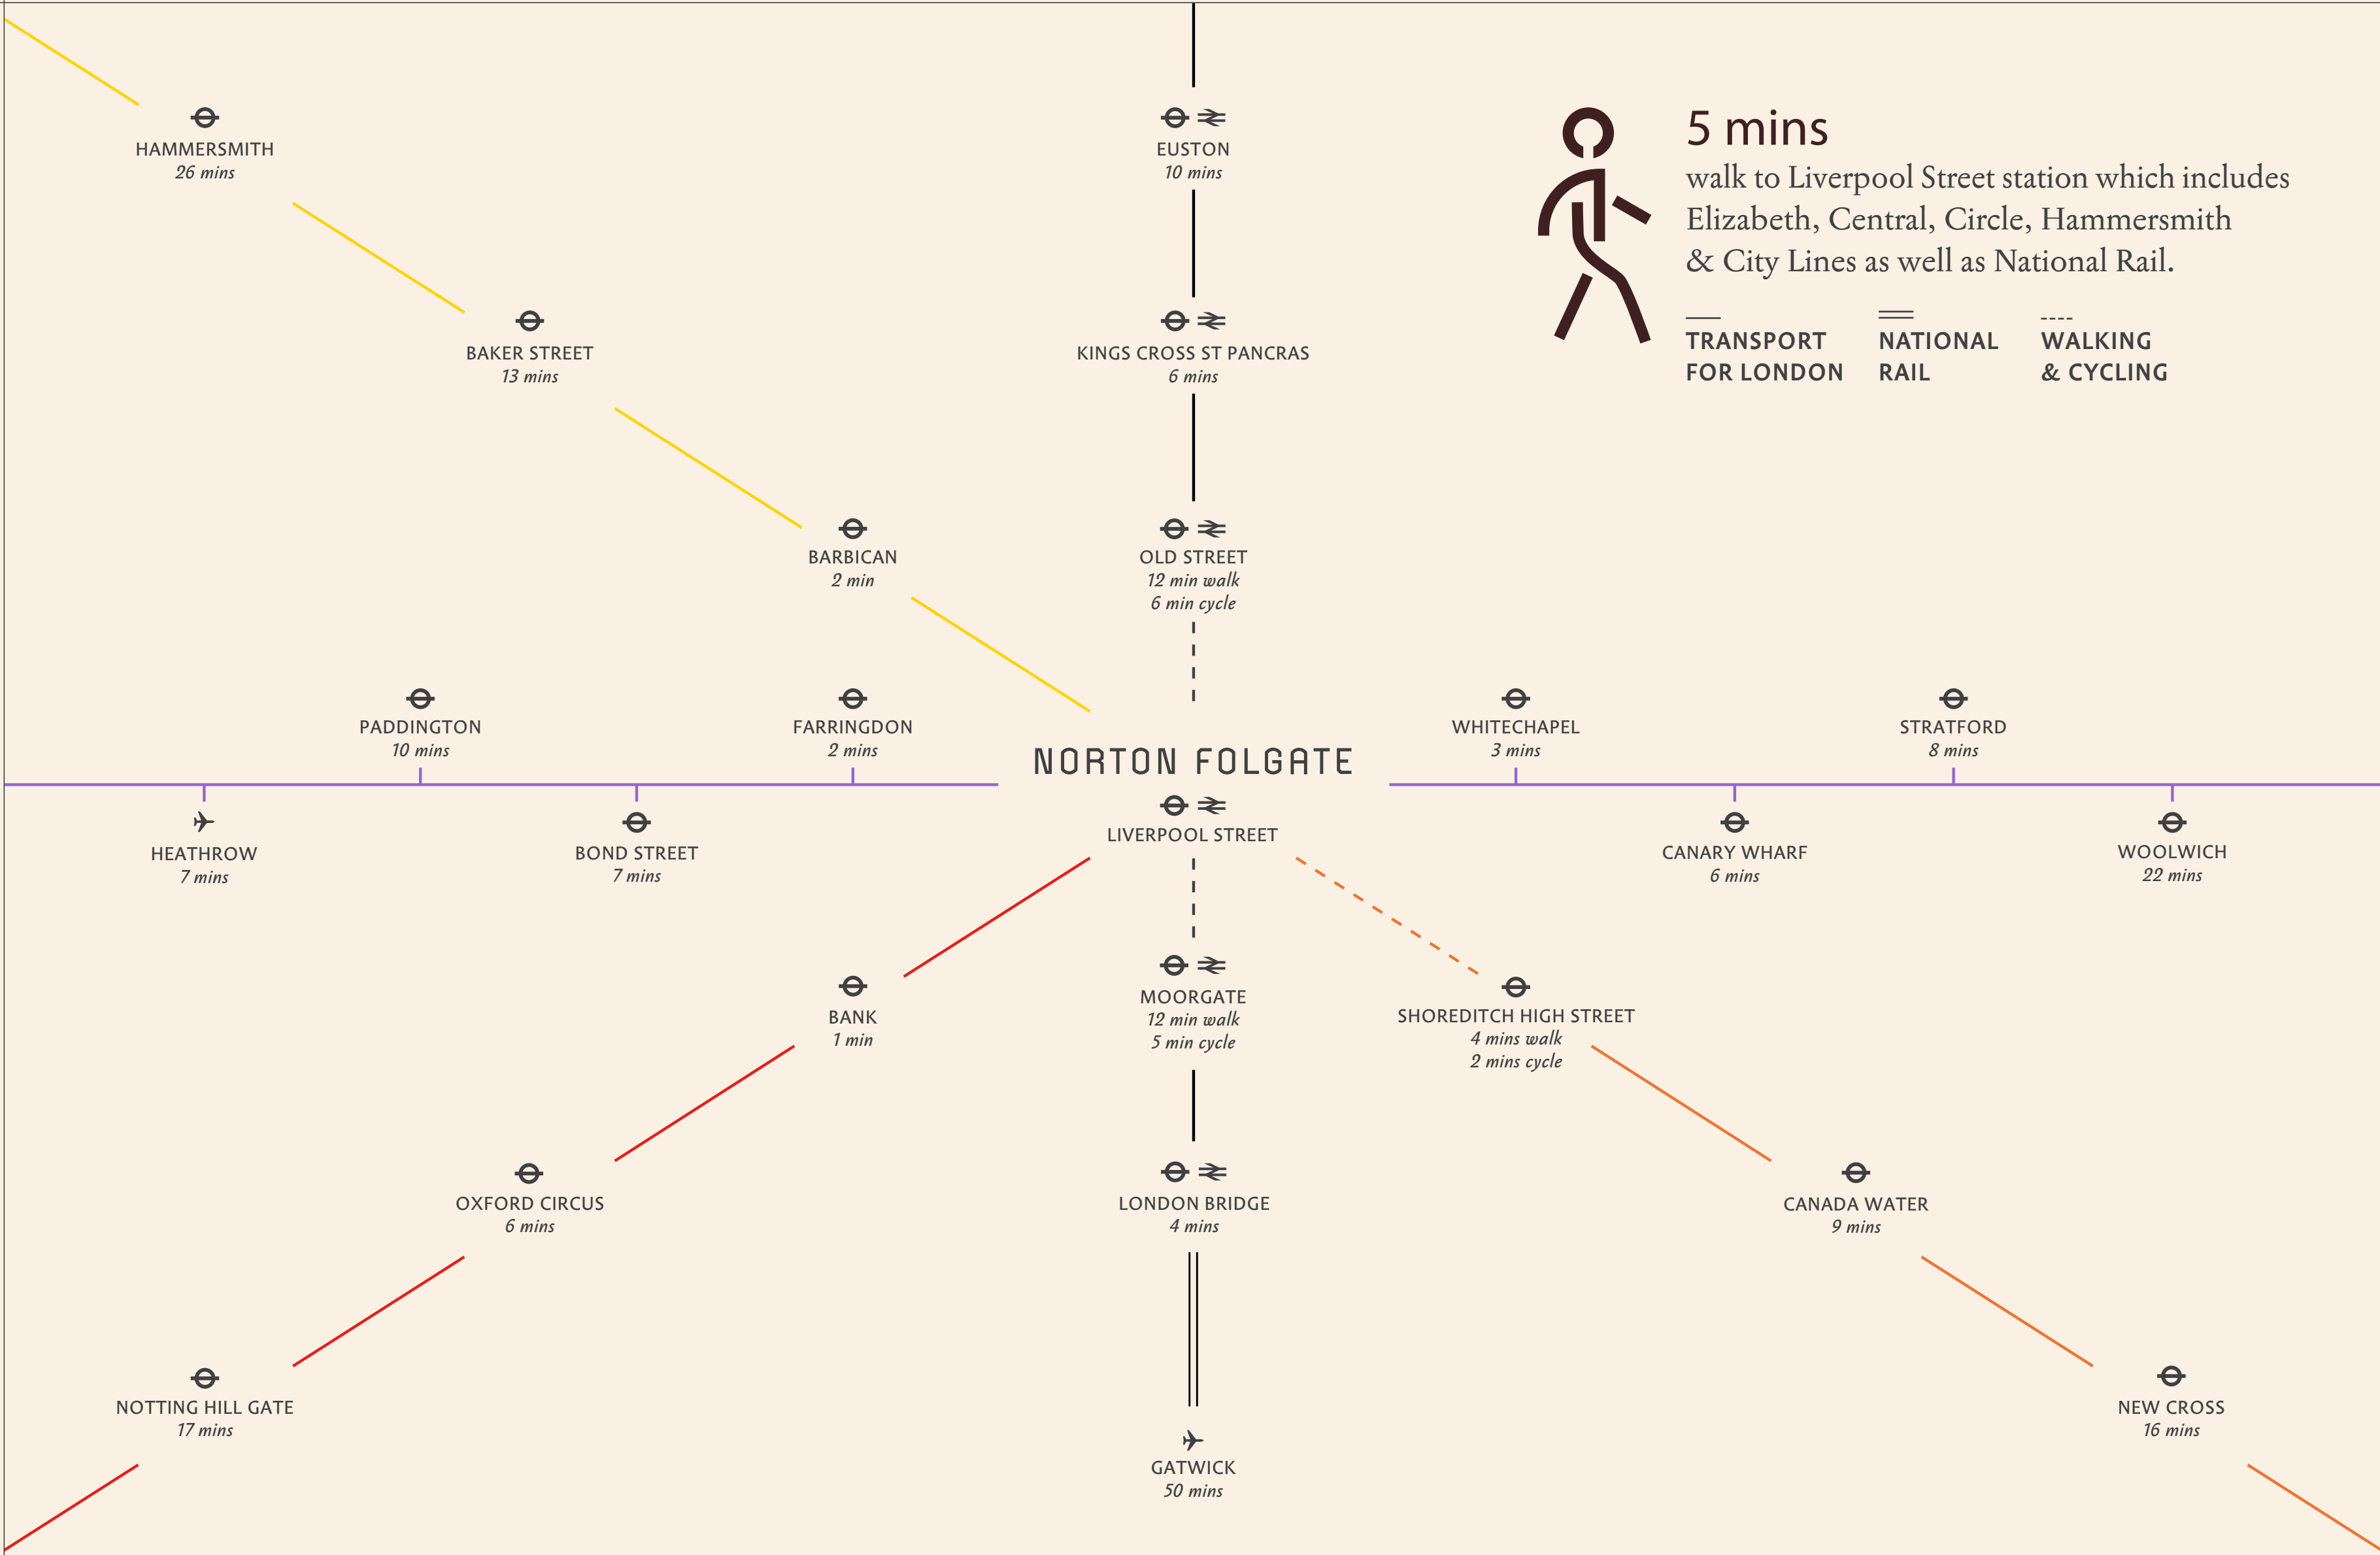 HAMMERSMITH
26 mins
EUSTON
10 mins
5 mins
walk to Liverpool Street station which includes
Elizabeth, Central, Circle, Hammersmith
& City Lines as well as National Rail.
TRANSPORT
FOR LONDON
NATIONAL
RAIL
WALKING
& CYCLING
BAKER STREET
13 mins
KINGS CROSS ST PANCRAS
6 mins
BARBICAN
2 min
OLD STREET
12 min walk
6 min cycle
PADDINGTON
10 mins
FARRINGDON
2 mins
WHITECHAPEL
3 mins
STRATFORD
8 mins
NORTON FOLGATE
LIVERPOOL STREET
HEATHROW
7 mins
BOND STREET
7 mins
CANARY WHARF
6 mins
WOOLWICH
22 mins
BANK
1 min
MOORGATE
12 min walk
5 min cycle
SHOREDITCH HIGH STREET
4 mins walk
2 mins cycle
OXFORD CIRCUS
6 mins
LONDON BRIDGE
4 mins
CANADA WATER
9 mins
NOTTING HILL GATE
17 mins
NEW CROSS
16 mins
GATWICK
50 mins